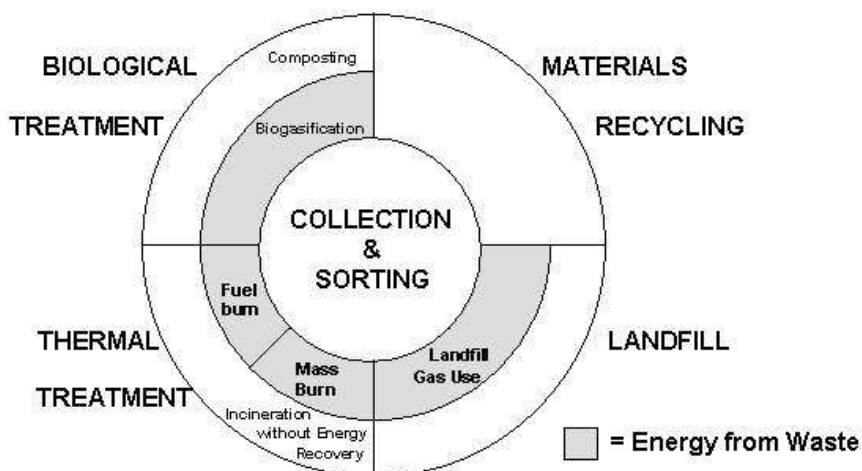 BIOLOGICAL
TREATMENT
Composting
Biogasification
MATERIALS
RECYCLING
COLLECTION
&
SORTING
Fuel
burn
Mass
Burn
Landfill
Gas Use
THERMAL
TREATMENT
Incineration
without Energy
Recovery
LANDFILL
= Energy from Waste